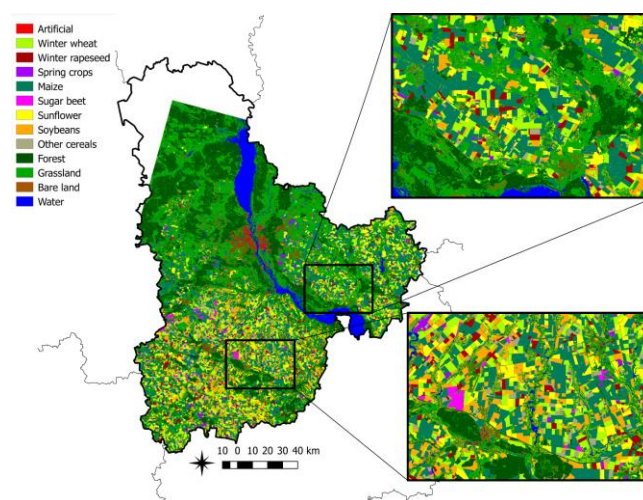 Artificial
Winter wheat
Winter rapeseed
Spring crops
Maize
Sugar beet
Sunflower
Soybeans
Other cereals
Forest
Grassland
Bare land
Water
10 0 10 20 30 40 km